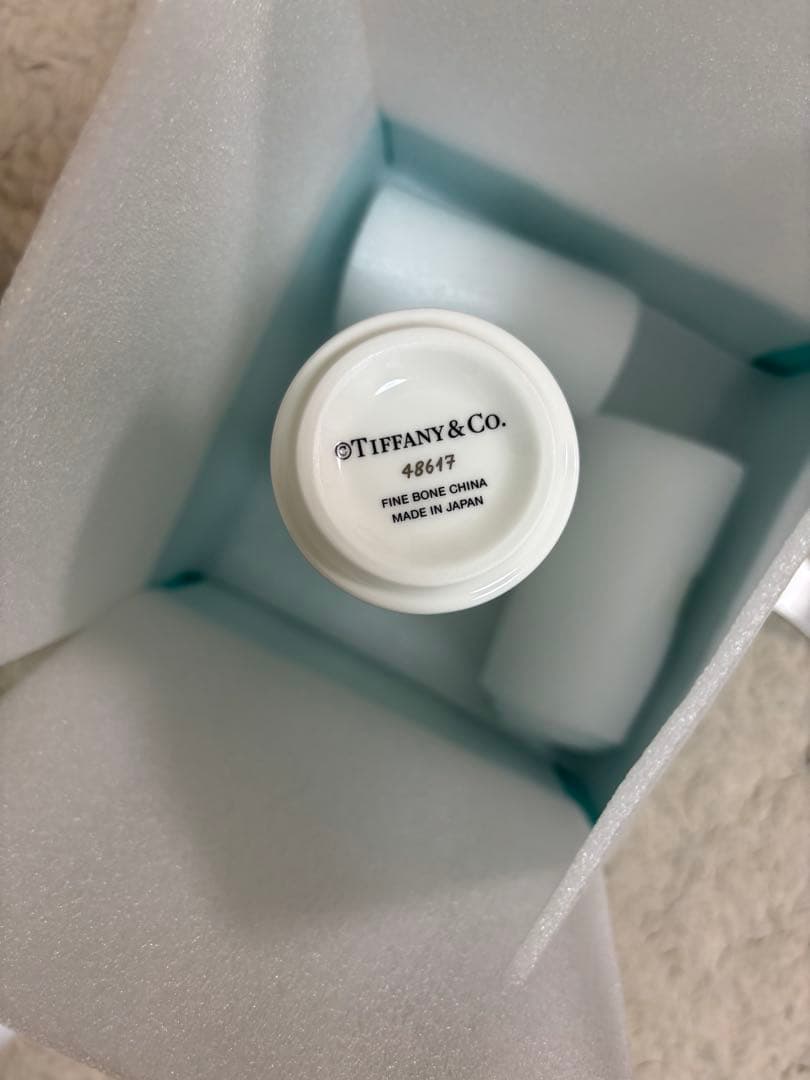 ©TIFFANY & CO.
48617
FINE BONE CHINA
MADE IN JAPAN